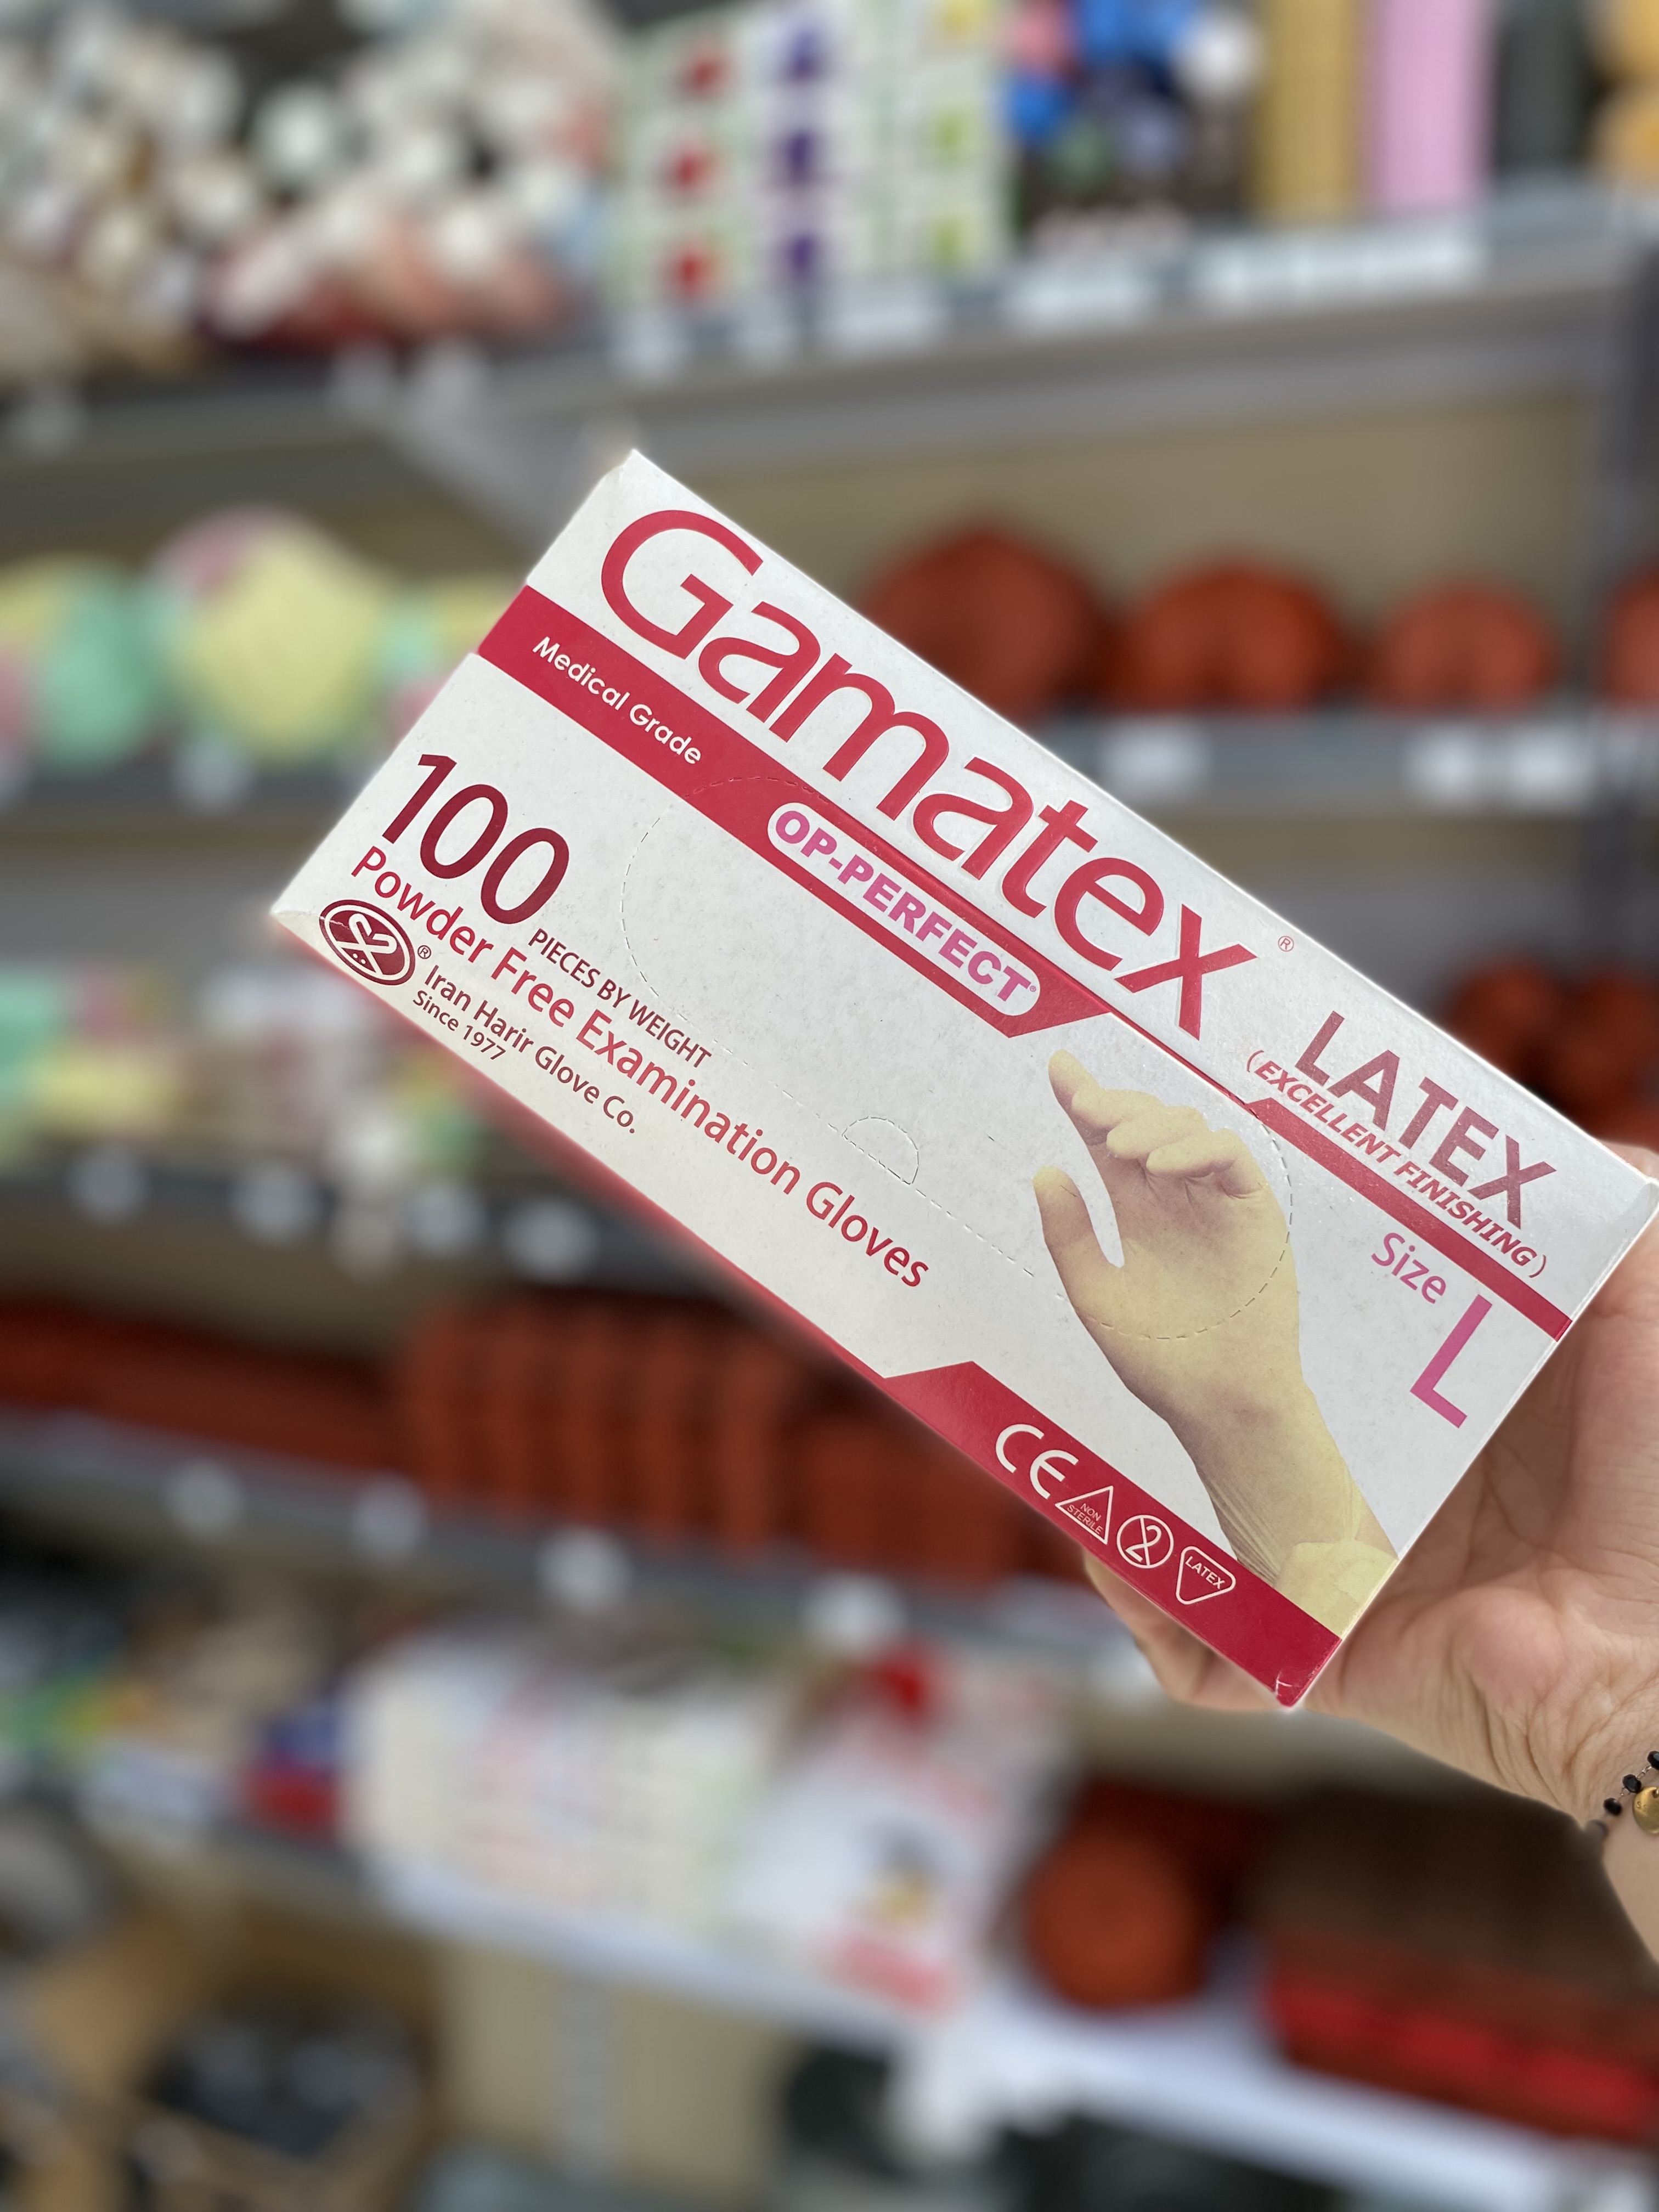 Gamatex®
LATEX
(EXCELLENT FINISHING)
Medical Grade
OP-PERFECT®
Size
L
100
PIECES BY WEIGHT
Powder Free Examination Gloves
® Iran Harir Glove Co.
Since 1977
CE
NON
STERILE
2
LATEX